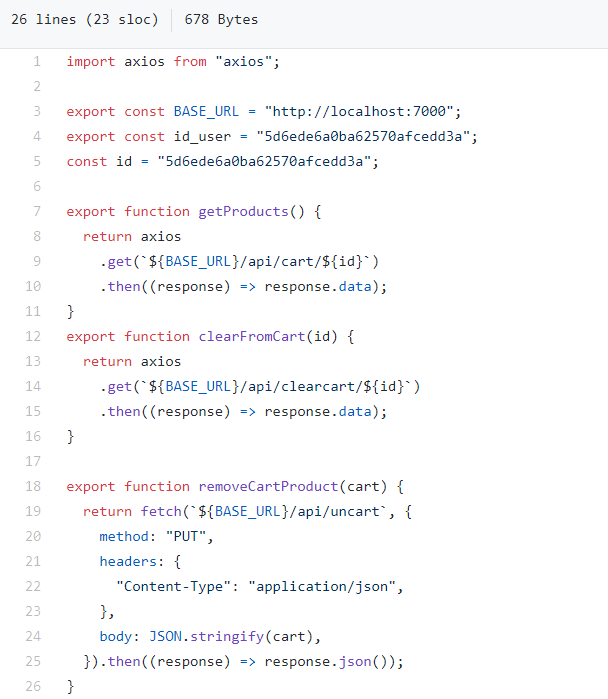 26 lines (23 sloc) 678 Bytes
1 import axios from "axios";
2
3 export const BASE_URL = "http://localhost:7000";
4 export const id_user = "5d6ede6a0ba62570afcedd3a";
5 const id = "5d6ede6a0ba62570afcedd3a";
6
7 export function getProducts() {
8   return axios
9     .get(`${BASE_URL}/api/cart/${id}`)
10     .then((response) => response.data);
11 }
12 export function clearFromCart(id) {
13   return axios
14     .get(`${BASE_URL}/api/clearcart/${id}`)
15     .then((response) => response.data);
16 }
17
18 export function removeCartProduct(cart) {
19   return fetch(`${BASE_URL}/api/uncart`, {
20     method: "PUT",
21     headers: {
22       "Content-Type": "application/json",
23     },
24     body: JSON.stringify(cart),
25   }).then((response) => response.json());
26 }